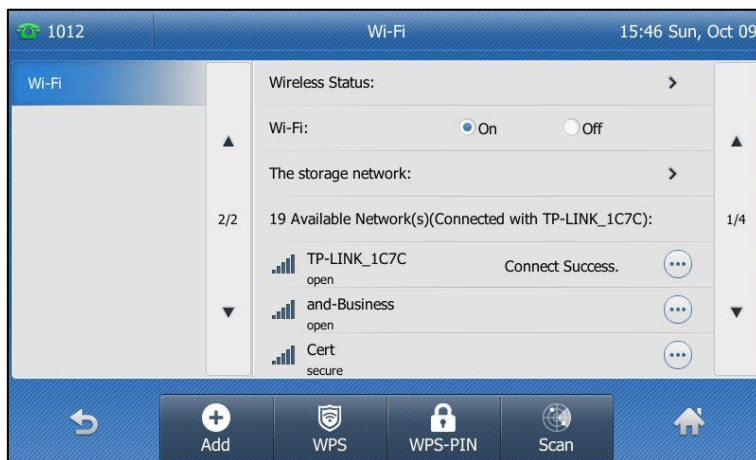 1012 Wi-Fi 15:46 Sun, Oct 09
Wi-Fi
2/2
Wireless Status:
Wi-Fi: On Off
The storage network:
19 Available Network(s)(Connected with TP-LINK_1C7C):
TP-LINK_1C7C Connect Success.
open
and-Business
open
Cert
secure
1/4
Add WPS WPS-PIN Scan